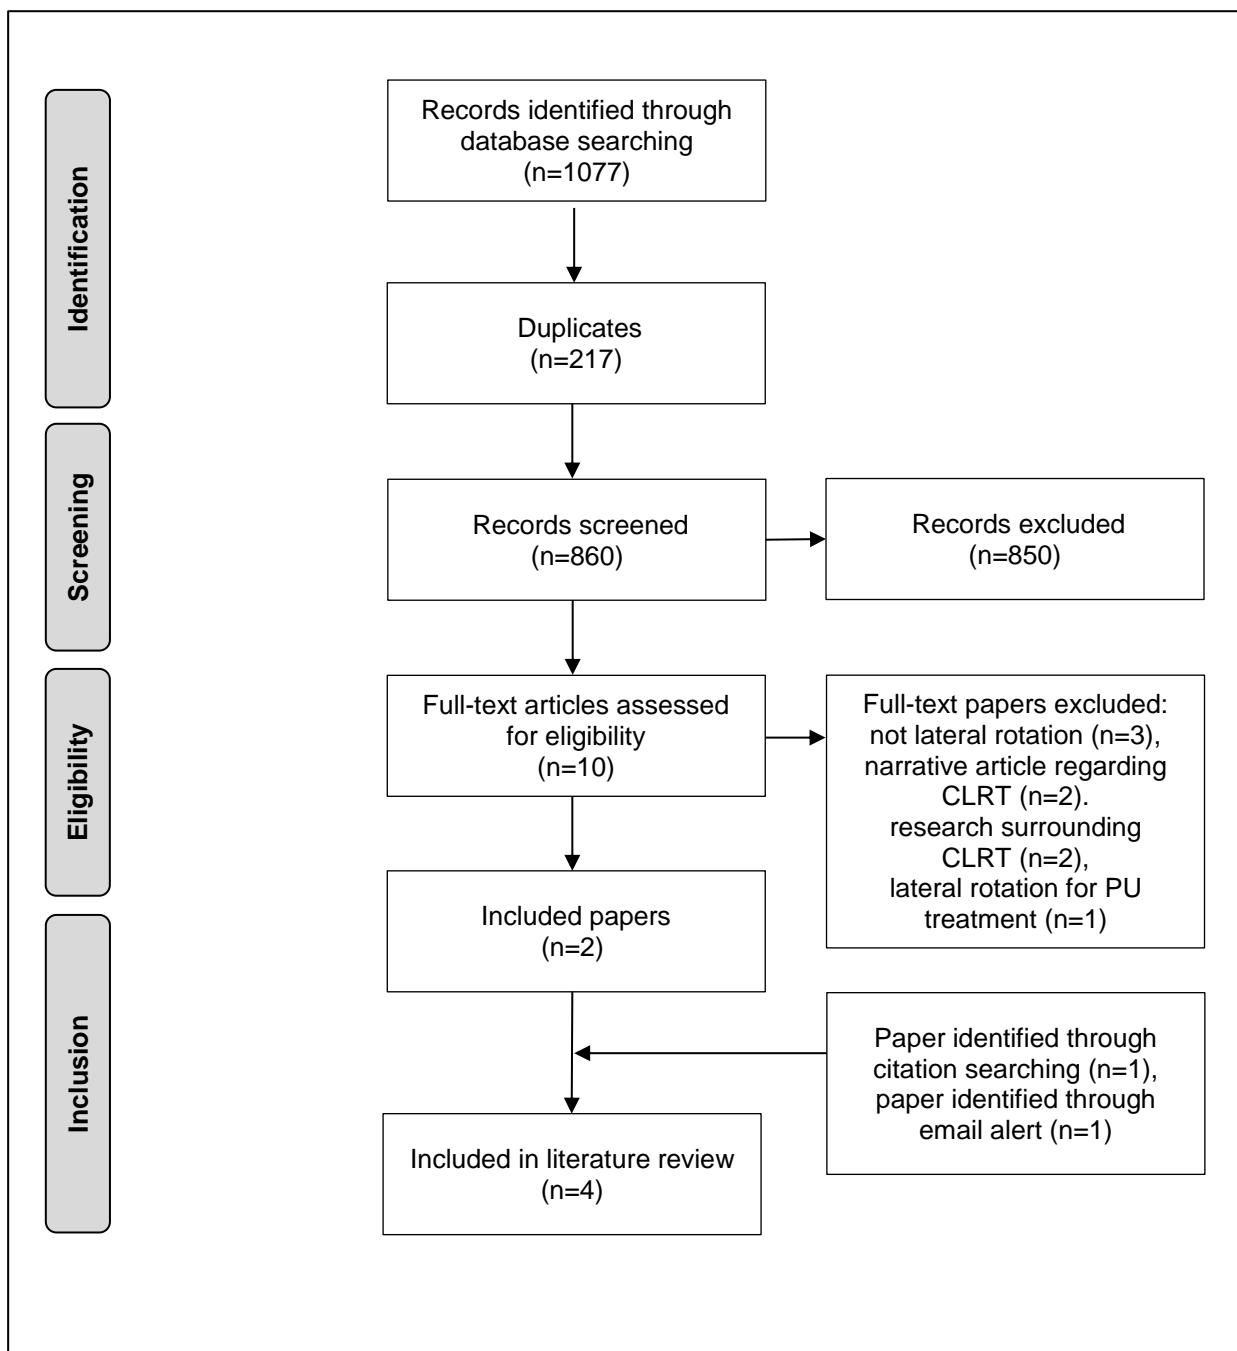 Identification
Records identified through
database searching
(n=1077)
Duplicates
(n=217)
Screening
Records screened
(n=860)
Records excluded
(n=850)
Eligibility
Full-text articles assessed
for eligibility
(n=10)
Full-text papers excluded:
not lateral rotation (n=3),
narrative article regarding
CLRT (n=2).
research surrounding
CLRT (n=2),
lateral rotation for PU
treatment (n=1)
Inclusion
Included papers
(n=2)
Paper identified through
citation searching (n=1),
paper identified through
email alert (n=1)
Included in literature review
(n=4)